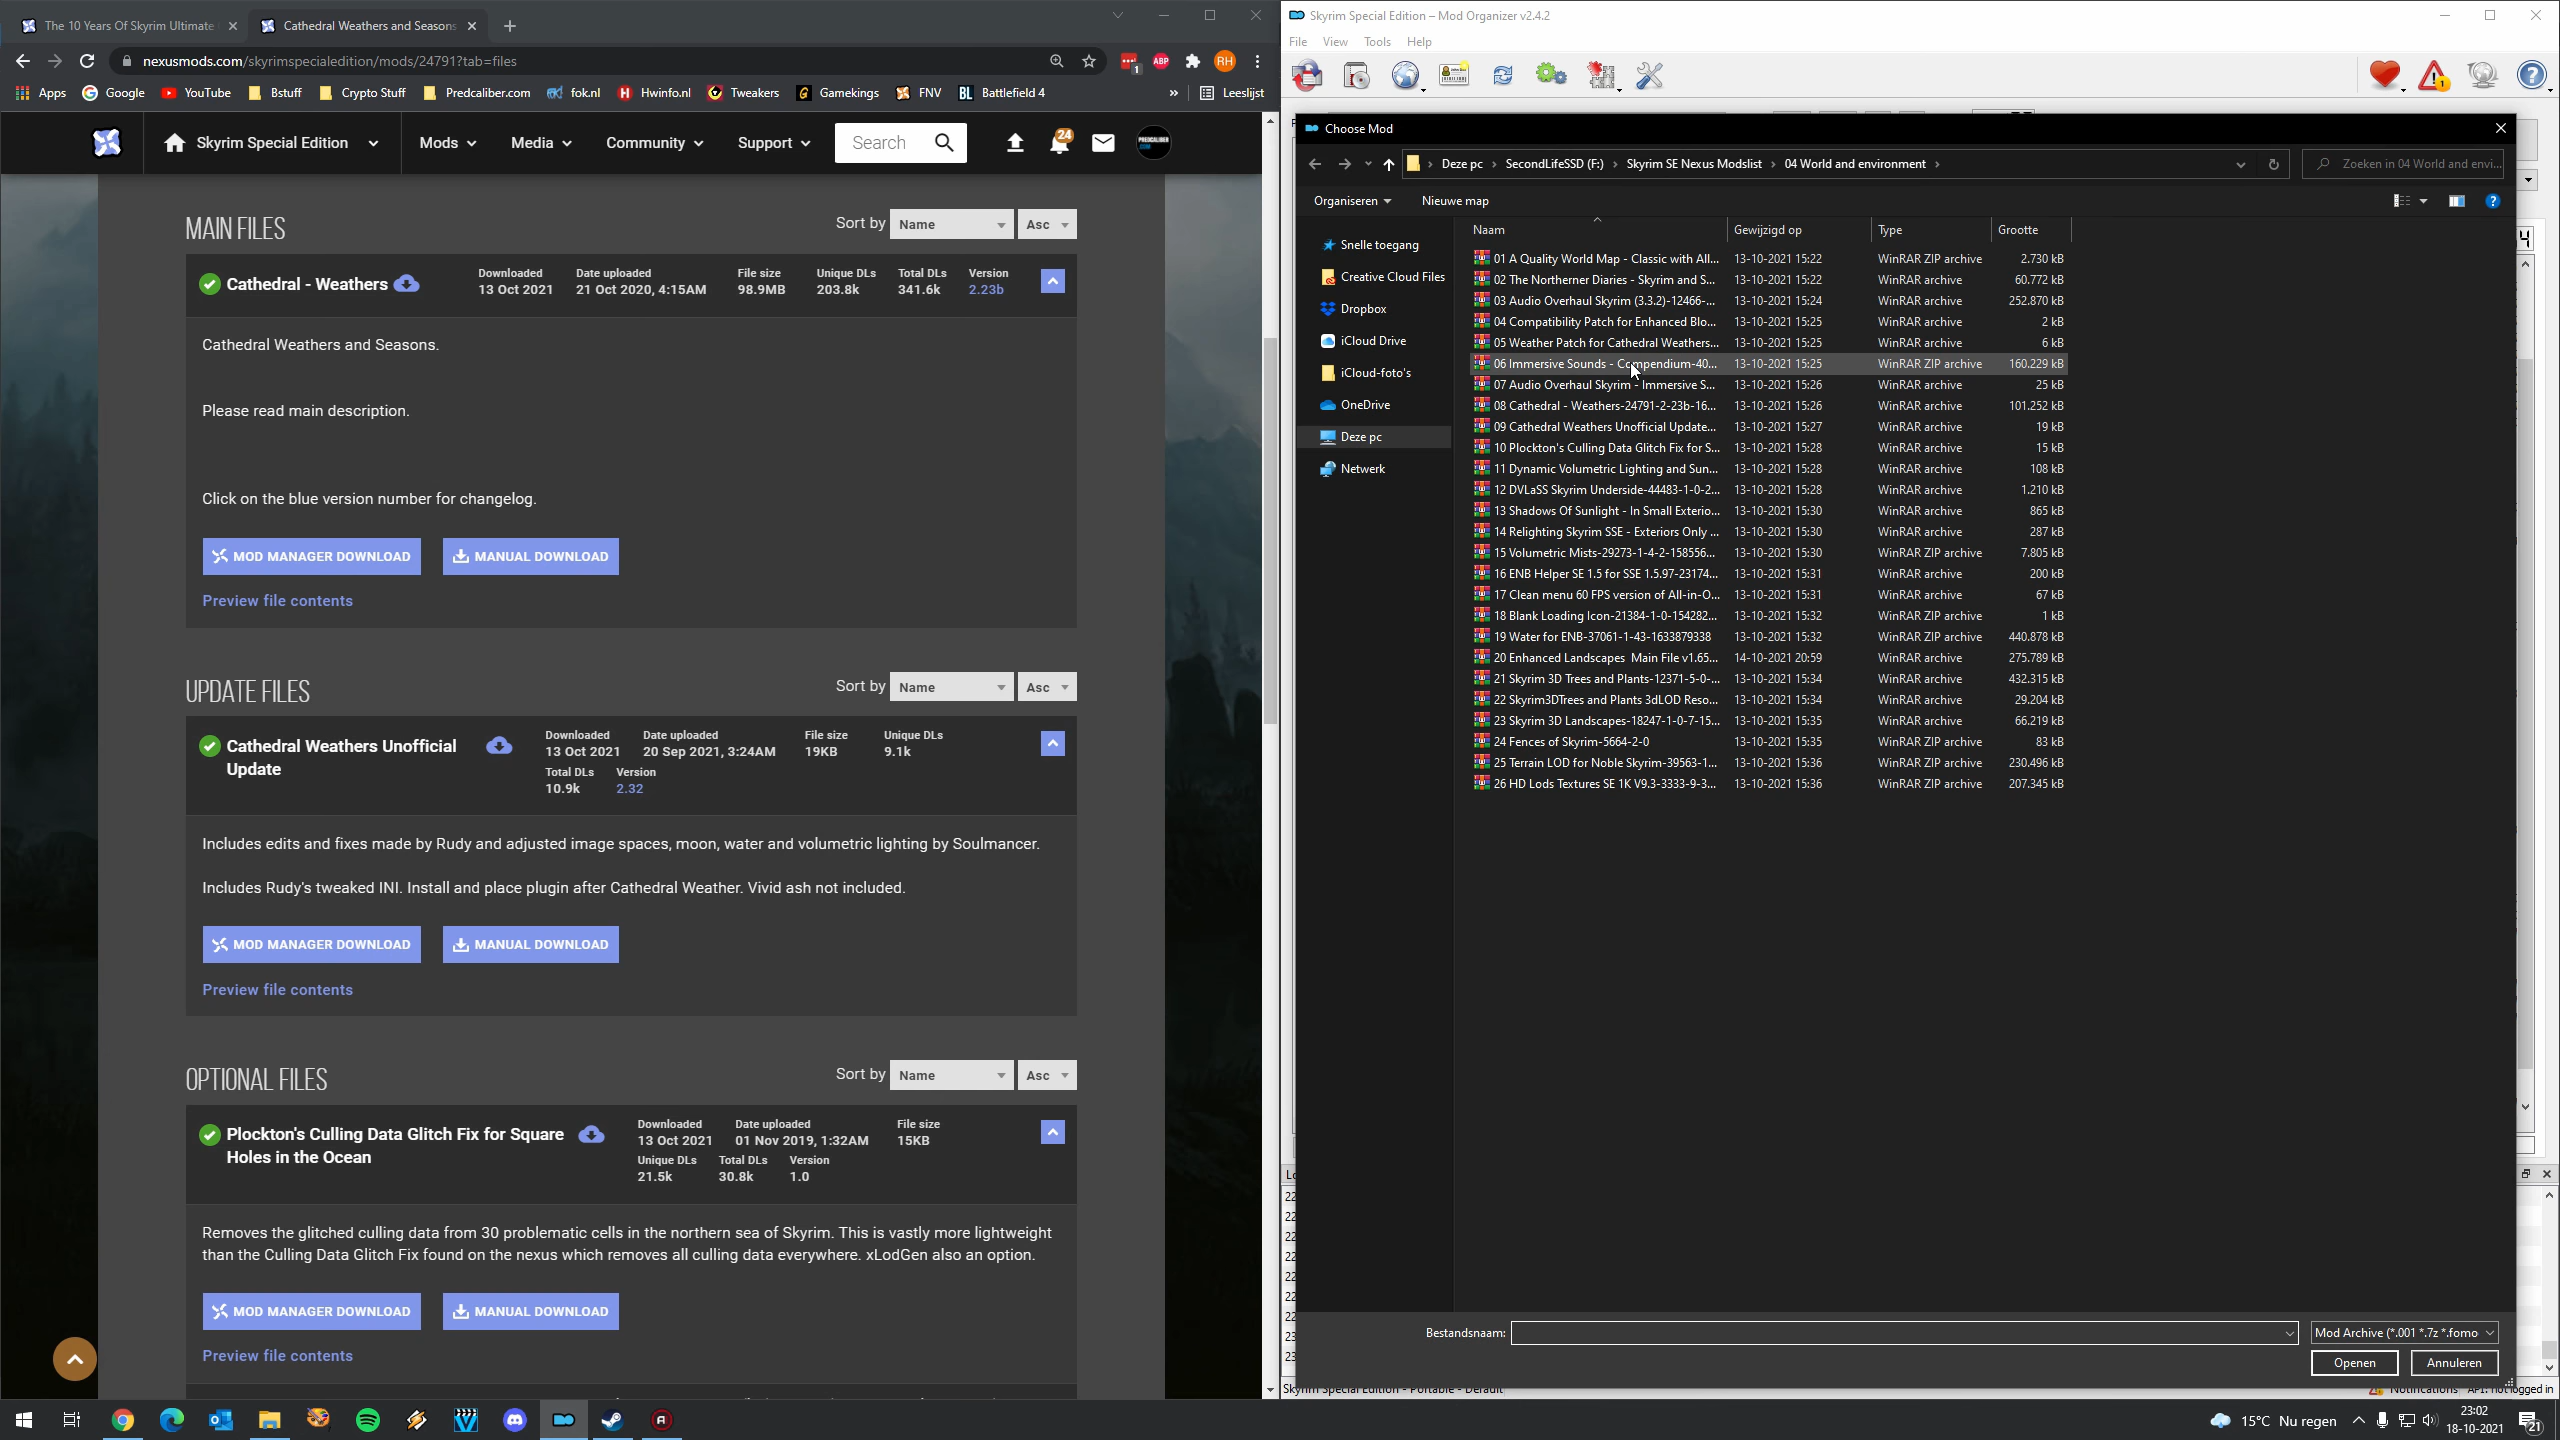 The 10 Years Of Skyrim Ultimate
Cathedral Weathers and Seasons
nexusmods.com/skyrimspecialedition/mods/24791?tab=files
1
ABP
RH
Apps
Google
YouTube
Bstuff
Crypto Stuff
Predcaliber.com
fok.nl
Hwinfo.nl
Tweakers
Gamekings
FNV
BL Battlefield 4
»
Leeslijst
Skyrim Special Edition
Mods
Media
Community
Support
Search
24
MAIN FILES
Sort by Name Asc
Cathedral - Weathers
Downloaded Date uploaded File size Unique DLs Total DLs Version
13 Oct 2021 21 Oct 2020, 4:15AM 98.9MB 203.8k 341.6k 2.23b
Cathedral Weathers and Seasons.
Please read main description.
Click on the blue version number for changelog.
MOD MANAGER DOWNLOAD MANUAL DOWNLOAD
Preview file contents
UPDATE FILES
Sort by Name Asc
Cathedral Weathers Unofficial
Update
Downloaded Date uploaded File size Unique DLs
13 Oct 2021 20 Sep 2021, 3:24AM 19KB 9.1k
Total DLs Version
10.9k 2.32
Includes edits and fixes made by Rudy and adjusted image spaces, moon, water and volumetric lighting by Soulmancer.
Includes Rudy's tweaked INI. Install and place plugin after Cathedral Weather. Vivid ash not included.
MOD MANAGER DOWNLOAD MANUAL DOWNLOAD
Preview file contents
OPTIONAL FILES
Sort by Name Asc
Plockton's Culling Data Glitch Fix for Square
Holes in the Ocean
Downloaded Date uploaded File size
13 Oct 2021 01 Nov 2019, 1:32AM 15KB
Unique DLs Total DLs Version
21.5k 30.8k 1.0
Removes the glitched culling data from 30 problematic cells in the northern sea of Skyrim. This is vastly more lightweight
than the Culling Data Glitch Fix found on the nexus which removes all culling data everywhere. xLodGen also an option.
MOD MANAGER DOWNLOAD MANUAL DOWNLOAD
Preview file contents
Skyrim Special Edition – Mod Organizer v2.4.2
File View Tools Help
Choose Mod
Deze pc › SecondLifeSSD (F:) › Skyrim SE Nexus Modslist › 04 World and environment ›
Zoeken in 04 World and envi...
Organiseren Nieuwe map
Snelle toegang
Creative Cloud Files
Dropbox
iCloud Drive
iCloud-foto's
OneDrive
Deze pc
Netwerk
Naam Gewijzigd op Type Grootte
01 A Quality World Map - Classic with All... 13-10-2021 15:22 WinRAR ZIP archive 2.730 kB
02 The Northerner Diaries - Skyrim and S... 13-10-2021 15:22 WinRAR archive 60.772 kB
03 Audio Overhaul Skyrim (3.3.2)-12466-... 13-10-2021 15:24 WinRAR archive 252.870 kB
04 Compatibility Patch for Enhanced Blo... 13-10-2021 15:25 WinRAR archive 2 kB
05 Weather Patch for Cathedral Weathers... 13-10-2021 15:25 WinRAR archive 6 kB
06 Immersive Sounds - Compendium-40... 13-10-2021 15:25 WinRAR ZIP archive 160.229 kB
07 Audio Overhaul Skyrim - Immersive S... 13-10-2021 15:26 WinRAR archive 25 kB
08 Cathedral - Weathers-24791-2-23b-16... 13-10-2021 15:26 WinRAR archive 101.252 kB
09 Cathedral Weathers Unofficial Update... 13-10-2021 15:27 WinRAR archive 19 kB
10 Plockton's Culling Data Glitch Fix for S... 13-10-2021 15:28 WinRAR archive 15 kB
11 Dynamic Volumetric Lighting and Sun... 13-10-2021 15:28 WinRAR archive 108 kB
12 DVLaSS Skyrim Underside-44483-1-0-2... 13-10-2021 15:28 WinRAR archive 1.210 kB
13 Shadows Of Sunlight - In Small Exterio... 13-10-2021 15:30 WinRAR archive 865 kB
14 Relighting Skyrim SSE - Exteriors Only ... 13-10-2021 15:30 WinRAR archive 287 kB
15 Volumetric Mists-29273-1-4-2-158556... 13-10-2021 15:30 WinRAR ZIP archive 7.805 kB
16 ENB Helper SE 1.5 for SSE 1.5.97-23174... 13-10-2021 15:31 WinRAR archive 200 kB
17 Clean menu 60 FPS version of All-in-O... 13-10-2021 15:31 WinRAR archive 67 kB
18 Blank Loading Icon-21384-1-0-154282... 13-10-2021 15:32 WinRAR ZIP archive 1 kB
19 Water for ENB-37061-1-43-1633879338 13-10-2021 15:32 WinRAR ZIP archive 440.878 kB
20 Enhanced Landscapes Main File v1.65... 14-10-2021 20:59 WinRAR archive 275.789 kB
21 Skyrim 3D Trees and Plants-12371-5-0-... 13-10-2021 15:34 WinRAR archive 432.315 kB
22 Skyrim3DTrees and Plants 3dLOD Reso... 13-10-2021 15:34 WinRAR archive 29.204 kB
23 Skyrim 3D Landscapes-18247-1-0-7-15... 13-10-2021 15:35 WinRAR archive 66.219 kB
24 Fences of Skyrim-5664-2-0 13-10-2021 15:35 WinRAR ZIP archive 83 kB
25 Terrain LOD for Noble Skyrim-39563-1... 13-10-2021 15:36 WinRAR ZIP archive 230.496 kB
26 HD Lods Textures SE 1K V9.3-3333-9-3... 13-10-2021 15:36 WinRAR ZIP archive 207.345 kB
Bestandsnaam:
Mod Archive (*.001 *.7z *.fomo
Openen Annuleren
22
22
22
22
22
22
22
23
23
Skyrim Special Edition - Portable - Default
Notifications API: not logged in
15°C Nu regen
23:02
18-10-2021
21